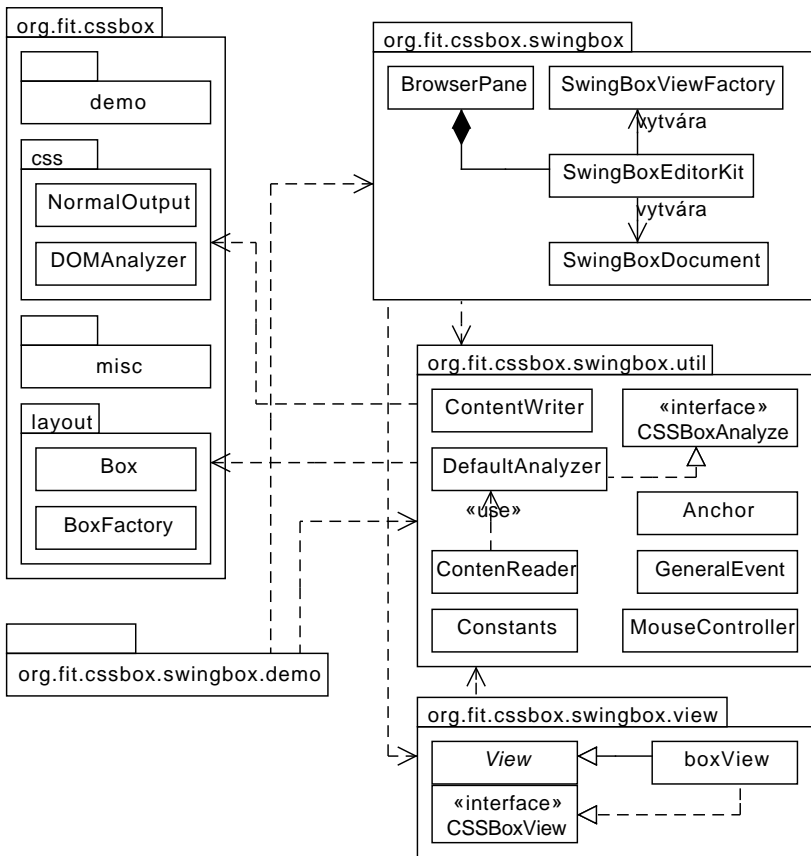 org.fit.cssbox
demo
css
NormalOutput
DOMAnalyzer
misc
layout
Box
BoxFactory
org.fit.cssbox.swingbox.demo
org.fit.cssbox.swingbox
BrowserPane
SwingBoxViewFactory
vytvára
SwingBoxEditorKit
vytvára
SwingBoxDocument
org.fit.cssbox.swingbox.util
ContentWriter
«interface»
CSSBoxAnalyze
DefaultAnalyzer
«use»
Anchor
ContenReader
GeneralEvent
Constants
MouseController
org.fit.cssbox.swingbox.view
View
boxView
«interface»
CSSBoxView